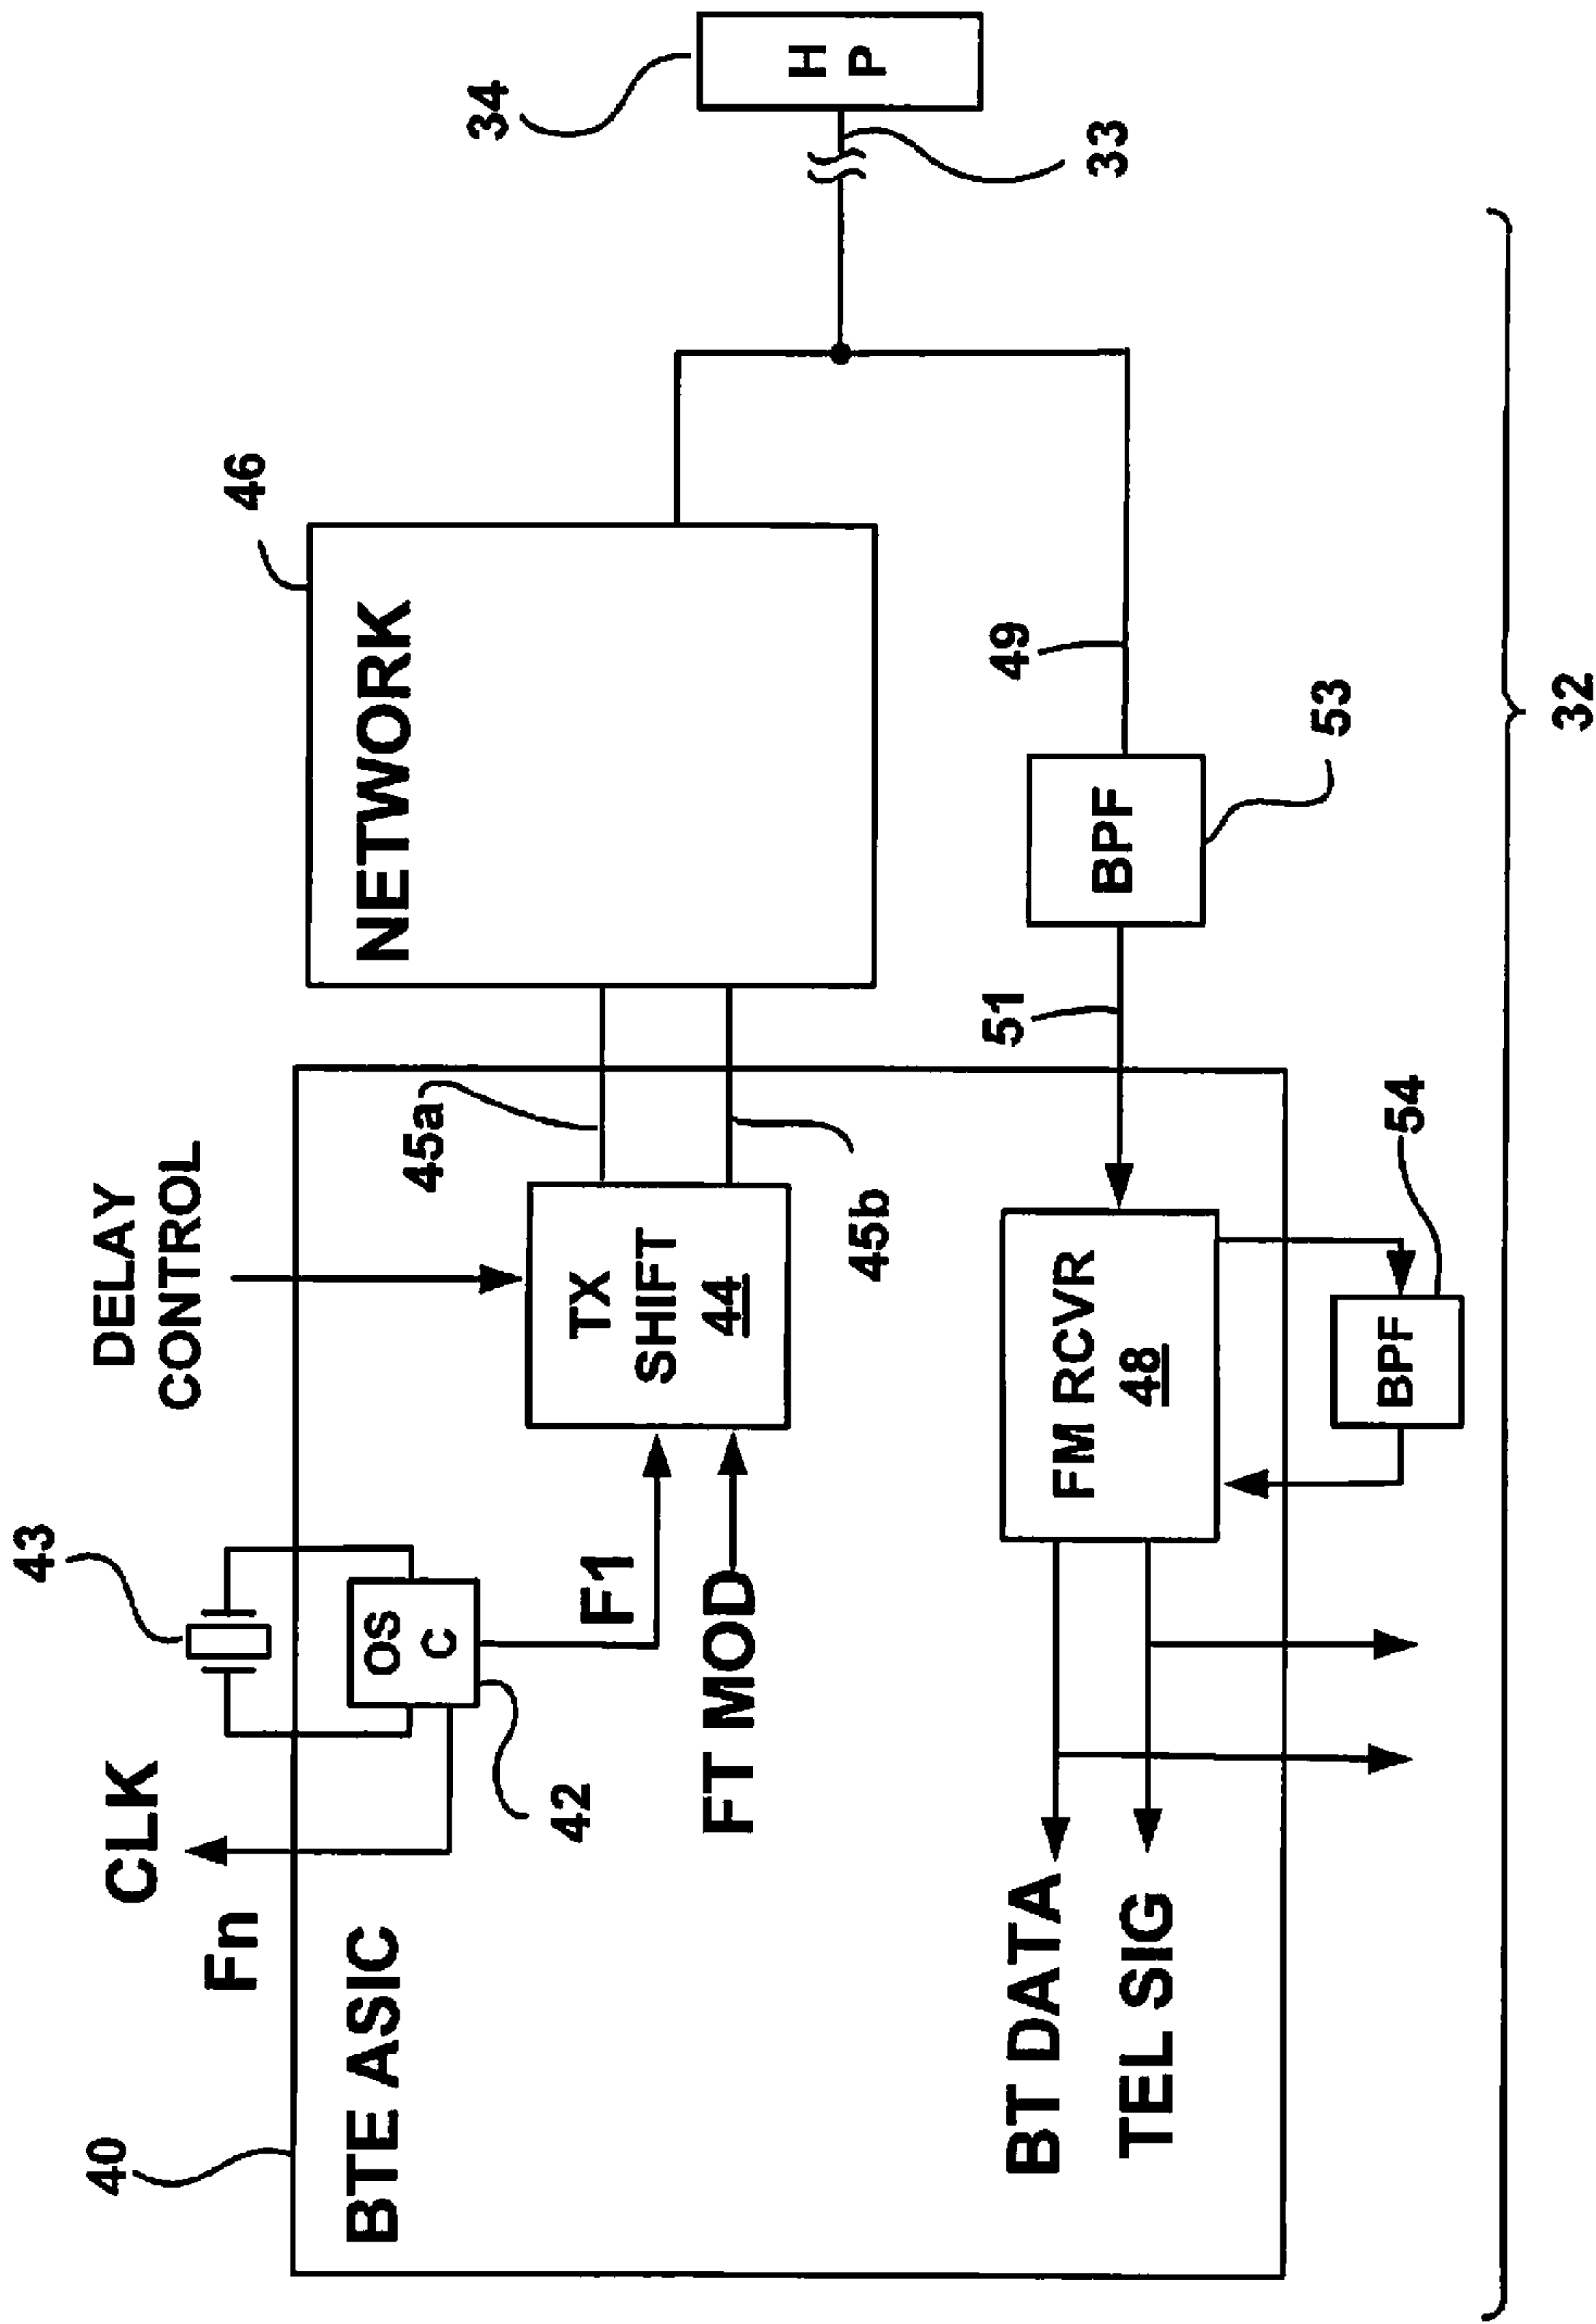 40
BTE ASIC
Fn
CLK
43
OS
C
42
F1
FT MOD
DELAY
CONTROL
TX
SHIFT
44
45a
45b
NETWORK
46
34
H
P
33
BT DATA
TEL SIG
FM RCVR
48
BPF
54
51
BPF
53
49
32